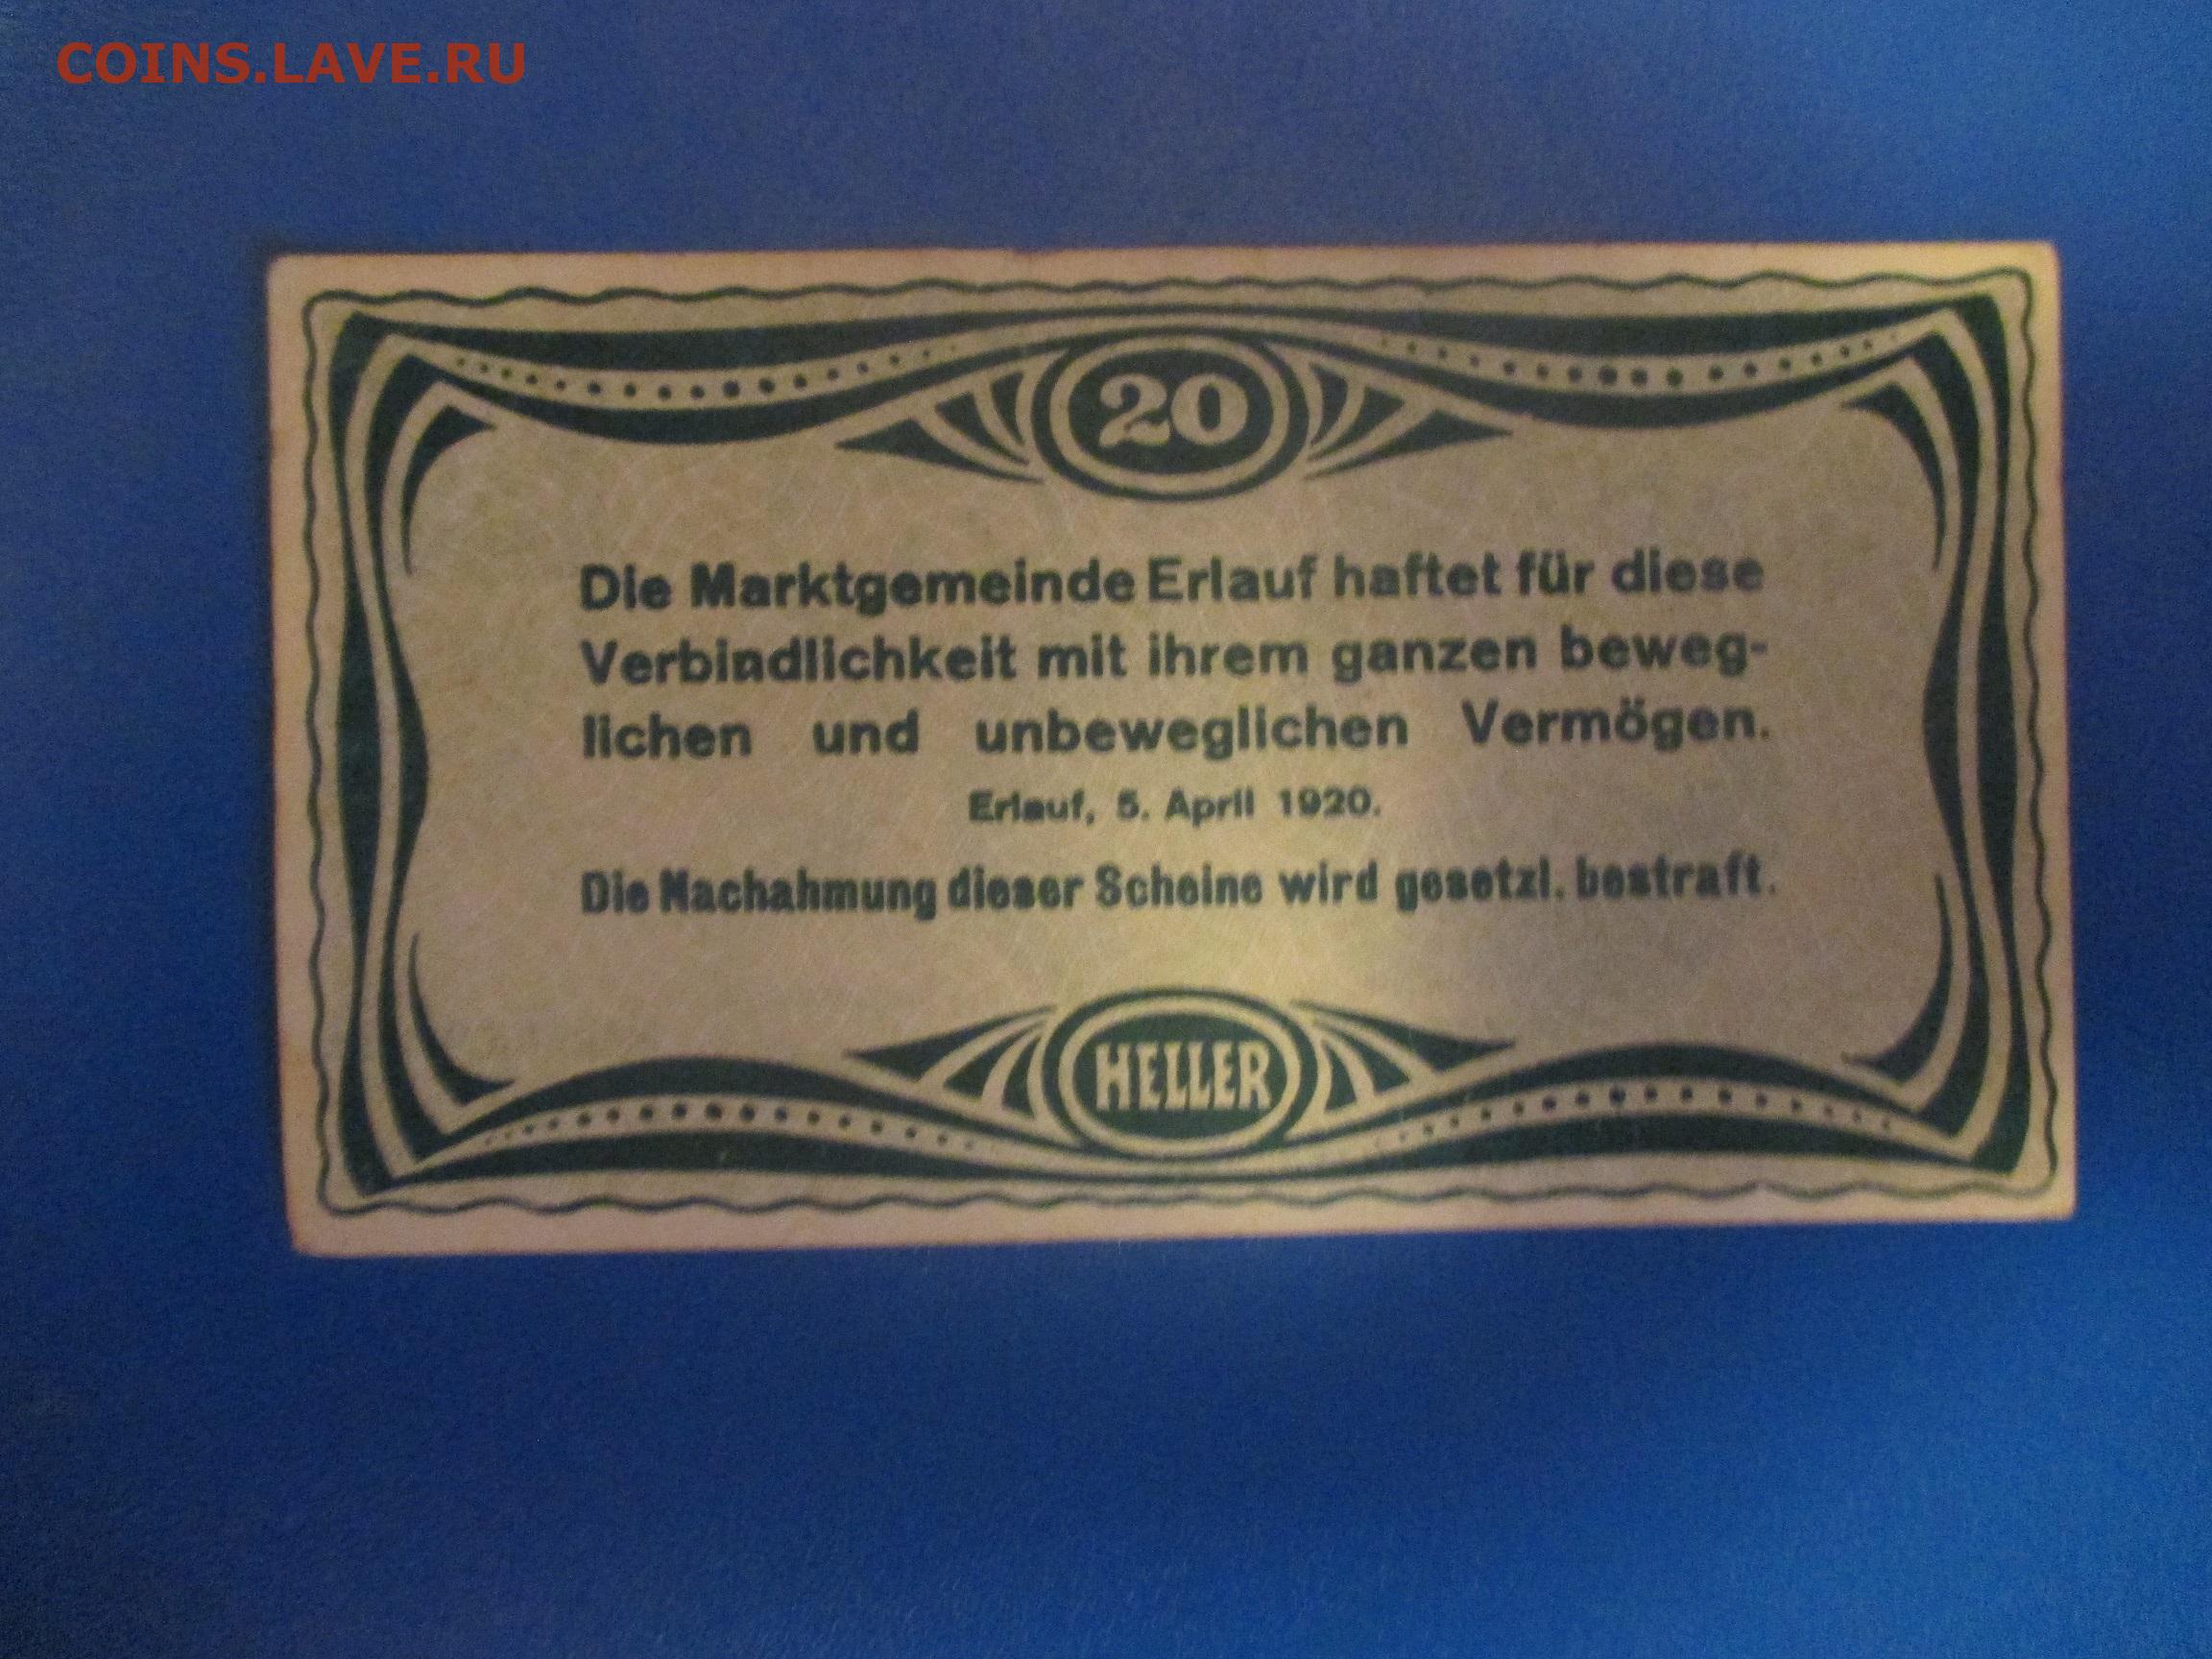 COINS.LAVE.RU
20
Die Marktgemeinde Erlauf haftet für diese
Verbindlichkeit mit ihrem ganzen beweg-
lichen und unbeweglichen Vermögen.
Erlauf, 5. April 1920.
Die Nachahmung dieser Scheine wird gesetzl. bestraft.
HELLER